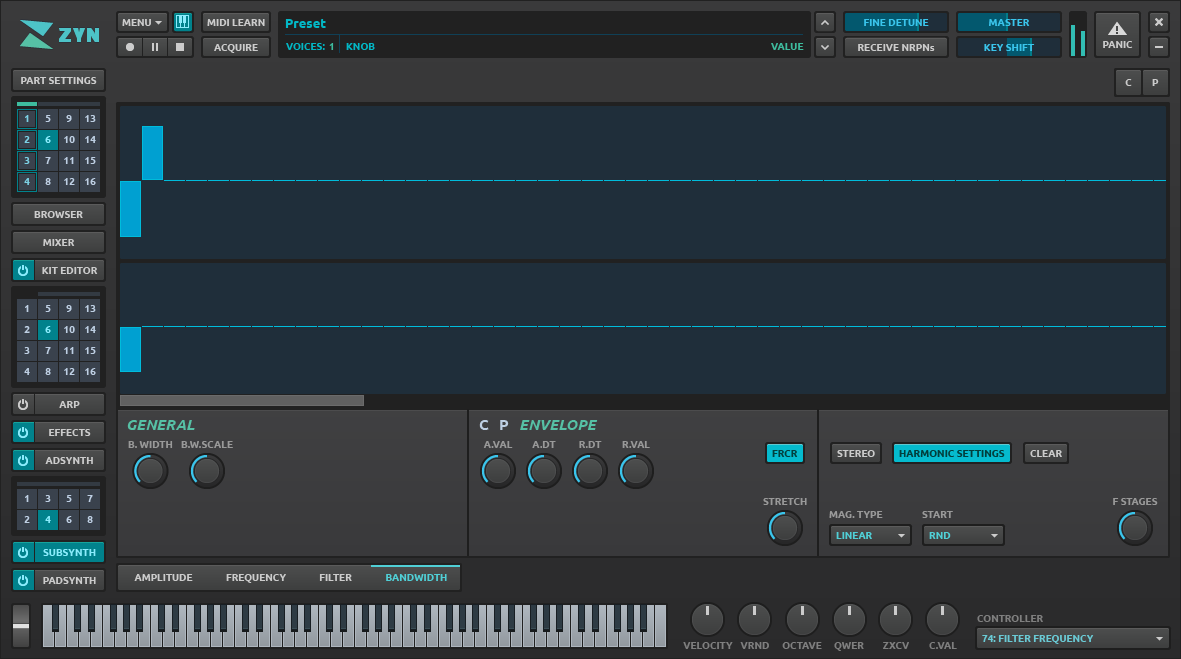 ZYN
MENU
MIDI LEARN
ACQUIRE
Preset
VOICES: 1 KNOB VALUE
FINE DETUNE
MASTER
RECEIVE NRPNs
KEY SHIFT
PANIC
PART SETTINGS
C P
1 5 9 13
2 6 10 14
3 7 11 15
4 8 12 16
BROWSER
MIXER
KIT EDITOR
1 5 9 13
2 6 10 14
3 7 11 15
4 8 12 16
ARP
EFFECTS
ADSYNTH
1 3 5 7
2 4 6 8
SUBSYNTH
PADSYNTH
GENERAL
B. WIDTH B.W.SCALE
C P ENVELOPE
A.VAL A.DT R.DT R.VAL
FRCR
STRETCH
STEREO HARMONIC SETTINGS CLEAR
MAG. TYPE START F STAGES
LINEAR RND
AMPLITUDE FREQUENCY FILTER BANDWIDTH
VELOCITY VRND OCTAVE QWER ZXCV C.VAL
CONTROLLER
74: FILTER FREQUENCY